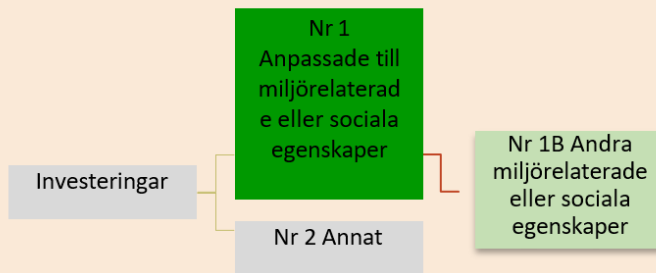 Nr 1
Anpassade till
miljörelaterad
e eller sociala
egenskaper
Investeringar
Nr 2 Annat
Nr 1B Andra
miljörelaterade
eller sociala
egenskaper